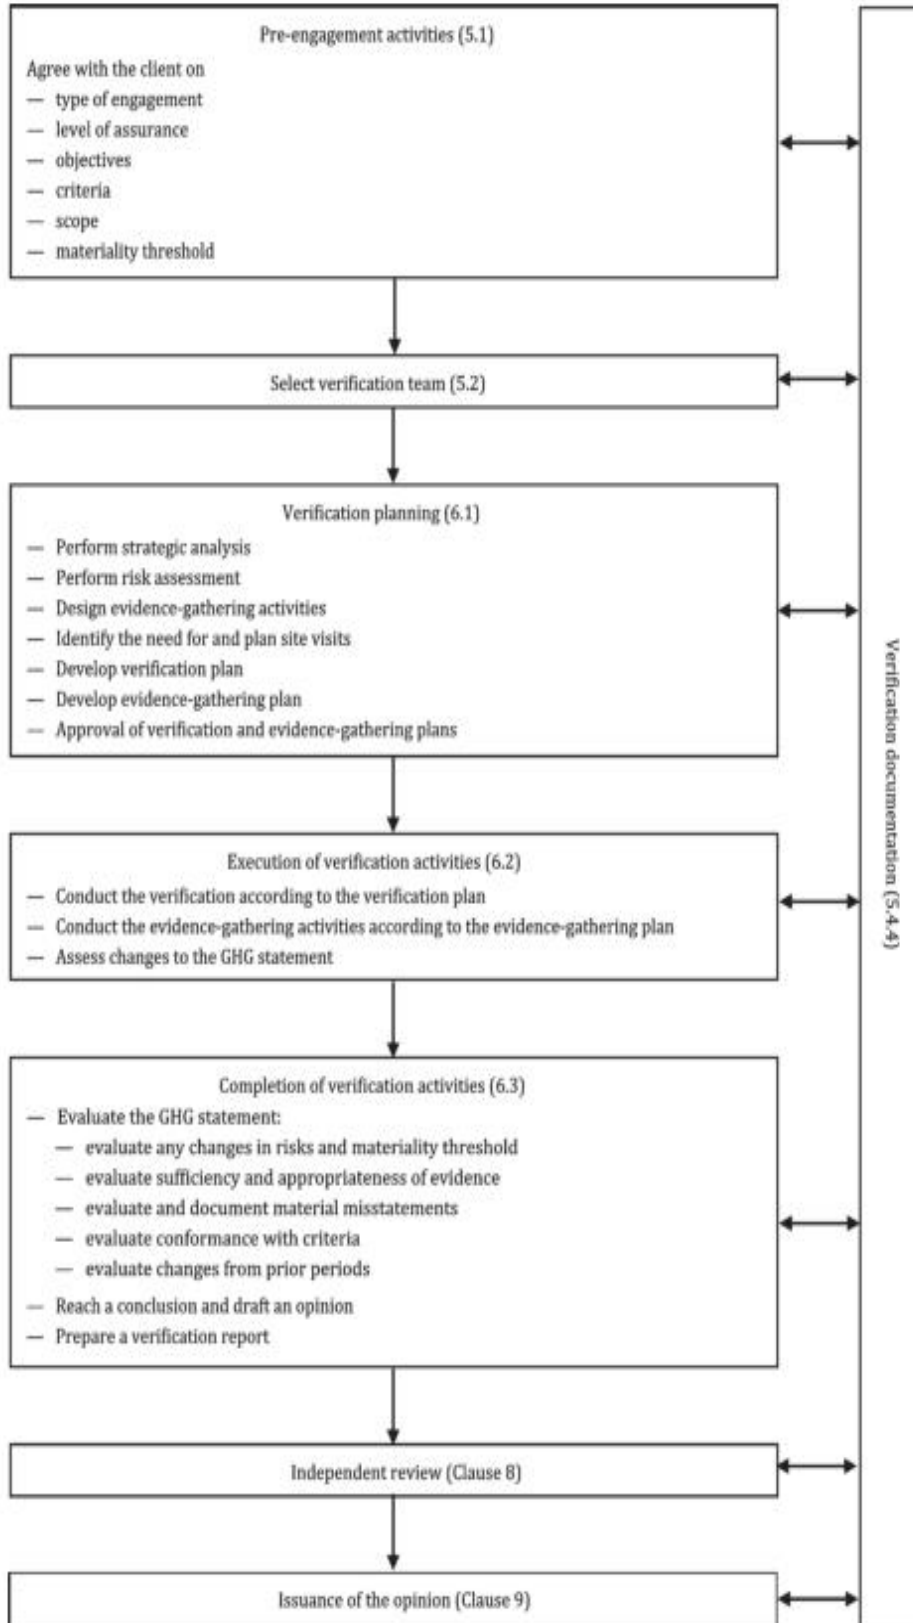 Pre-engagement activities (5.1)
Agree with the client on
— type of engagement
— level of assurance
— objectives
— criteria
— scope
— materiality threshold
Select verification team (5.2)
Verification planning (6.1)
— Perform strategic analysis
— Perform risk assessment
— Design evidence-gathering activities
— Identify the need for and plan site visits
— Develop verification plan
— Develop evidence-gathering plan
— Approval of verification and evidence-gathering plans
Execution of verification activities (6.2)
— Conduct the verification according to the verification plan
— Conduct the evidence-gathering activities according to the evidence-gathering plan
— Assess changes to the GHG statement
Completion of verification activities (6.3)
— Evaluate the GHG statement:
— evaluate any changes in risks and materiality threshold
— evaluate sufficiency and appropriateness of evidence
— evaluate and document material misstatements
— evaluate conformance with criteria
— evaluate changes from prior periods
— Reach a conclusion and draft an opinion
— Prepare a verification report
Independent review (Clause 8)
Issuance of the opinion (Clause 9)
Verification documentation (5.4.4)